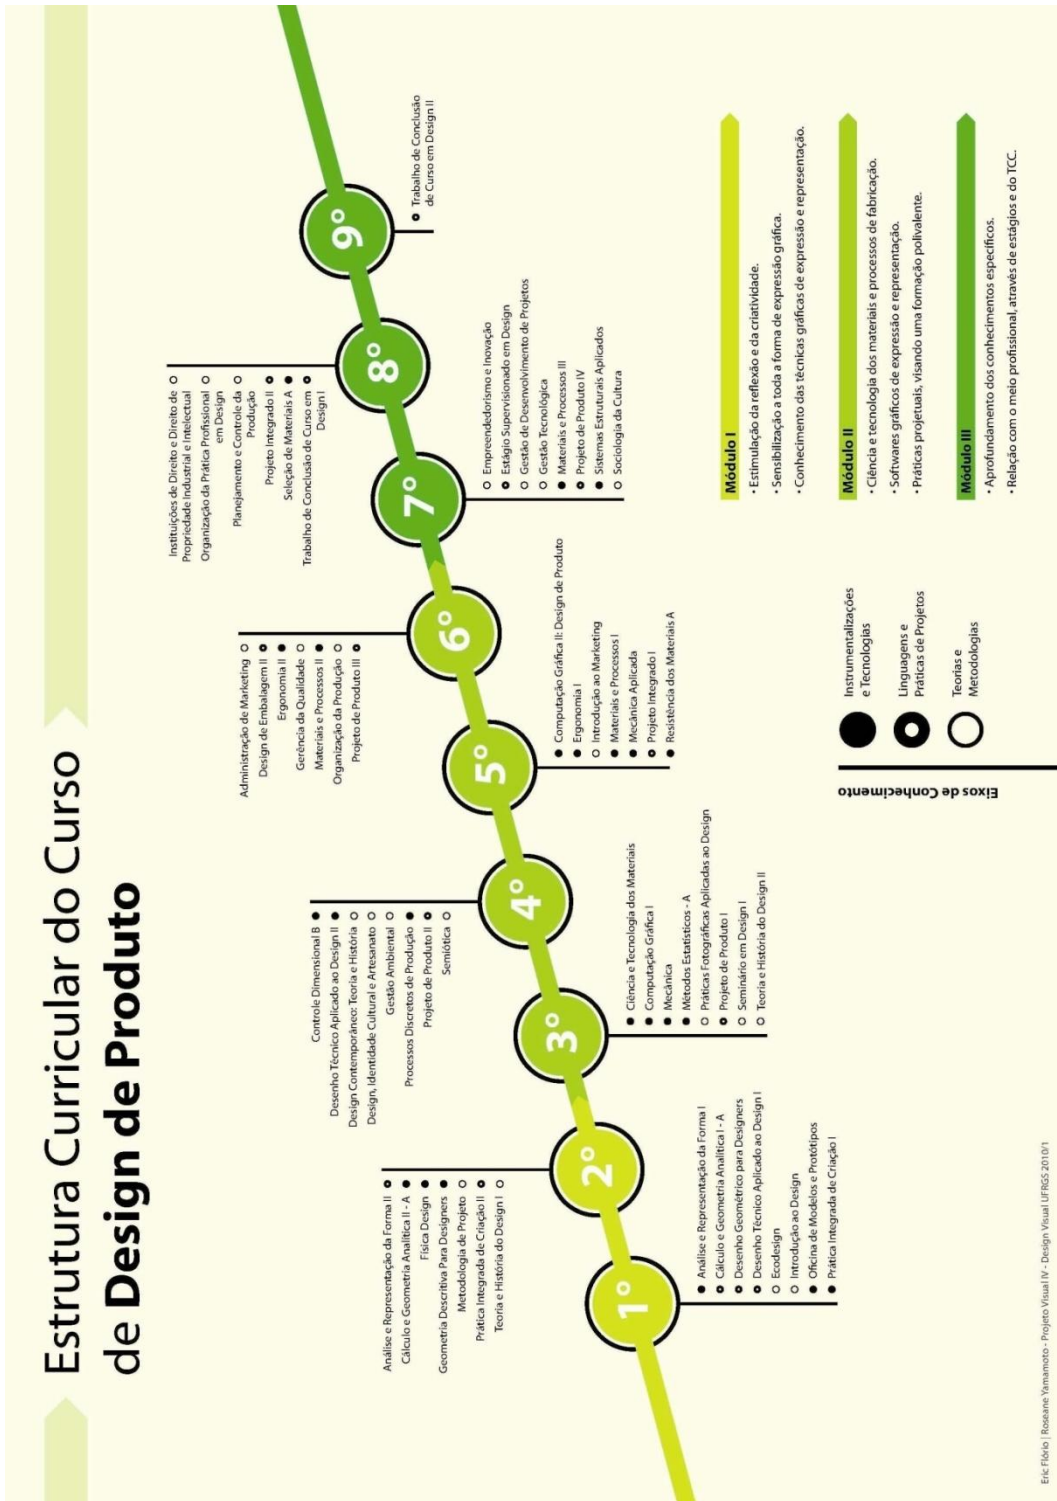 Estrutura Curricular do Curso
de Design de Produto
1º
Análise e Representação da Forma I
Cálculo e Geometria Analítica I - A
Desenho Geométrico para Designers
Desenho Técnico Aplicado ao Design I
Ecodesign
Introdução ao Design
Oficina de Modelos e Protótipos
Prática Integrada de Criação I
2º
Análise e Representação da Forma II
Cálculo e Geometria Analítica II - A
Física Design
Geometria Descritiva Para Designers
Metodologia de Projeto
Prática Integrada de Criação II
Teoria e História do Design I
3º
Ciência e Tecnologia dos Materiais
Computação Gráfica I
Mecânica
Métodos Estatísticos - A
Práticas Fotográficas Aplicadas ao Design
Projeto de Produto I
Seminário em Design I
Teoria e História do Design II
4º
Controle Dimensional B
Desenho Técnico Aplicado ao Design II
Design Contemporâneo: Teoria e História
Design, Identidade Cultural e Artesanato
Gestão Ambiental
Processos Discretos de Produção
Projeto de Produto II
Semiótica
5º
Computação Gráfica II: Design de Produto
Ergonomia I
Introdução ao Marketing
Materiais e Processos I
Mecânica Aplicada
Projeto Integrado I
Resistência dos Materiais A
6º
Administração de Marketing
Design de Embalagem II
Ergonomia II
Gerência da Qualidade
Materiais e Processos II
Organização da Produção
Projeto de Produto III
7º
Empreendedorismo e Inovação
Estágio Supervisionado em Design
Gestão de Desenvolvimento de Projetos
Gestão Tecnológica
Materiais e Processos III
Projeto de Produto IV
Sistemas Estruturais Aplicados
Sociologia da Cultura
8º
Instituições de Direito e Direito de
Propriedade Industrial e Intelectual
Organização da Prática Profissional
em Design
Planejamento e Controle da
Produção
Projeto Integrado II
Seleção de Materiais A
Trabalho de Conclusão de Curso em
Design I
9º
Trabalho de Conclusão
de Curso em Design II
Eixos de Conhecimento
Instrumentalizações
e Tecnologias
Linguagens e
Práticas de Projetos
Teorias e
Metodologias
Módulo I
• Estimulação da reflexão e da criatividade.
• Sensibilização a toda a forma de expressão gráfica.
• Conhecimento das técnicas gráficas de expressão e representação.
Módulo II
• Ciência e tecnologia dos materiais e processos de fabricação.
• Softwares gráficos de expressão e representação.
• Práticas projetuais, visando uma formação polivalente.
Módulo III
• Aprofundamento dos conhecimentos específicos.
• Relação com o meio profissional, através de estágios e do TCC.
Eric Flório | Roseane Yamamoto - Projeto Visual IV - Design Visual UFRGS 2010/1